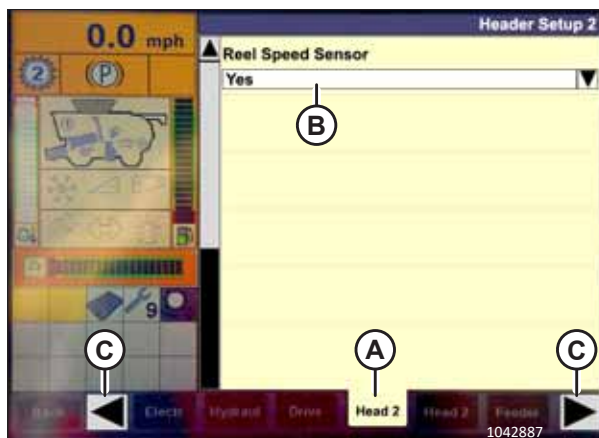 Header Setup 2
0.0 mph
Reel Speed Sensor
Yes
2
P
B
9
C
A
C
Back
Electr
Hydraul
Drive
Head 2
Head 2
Feeder
1042887